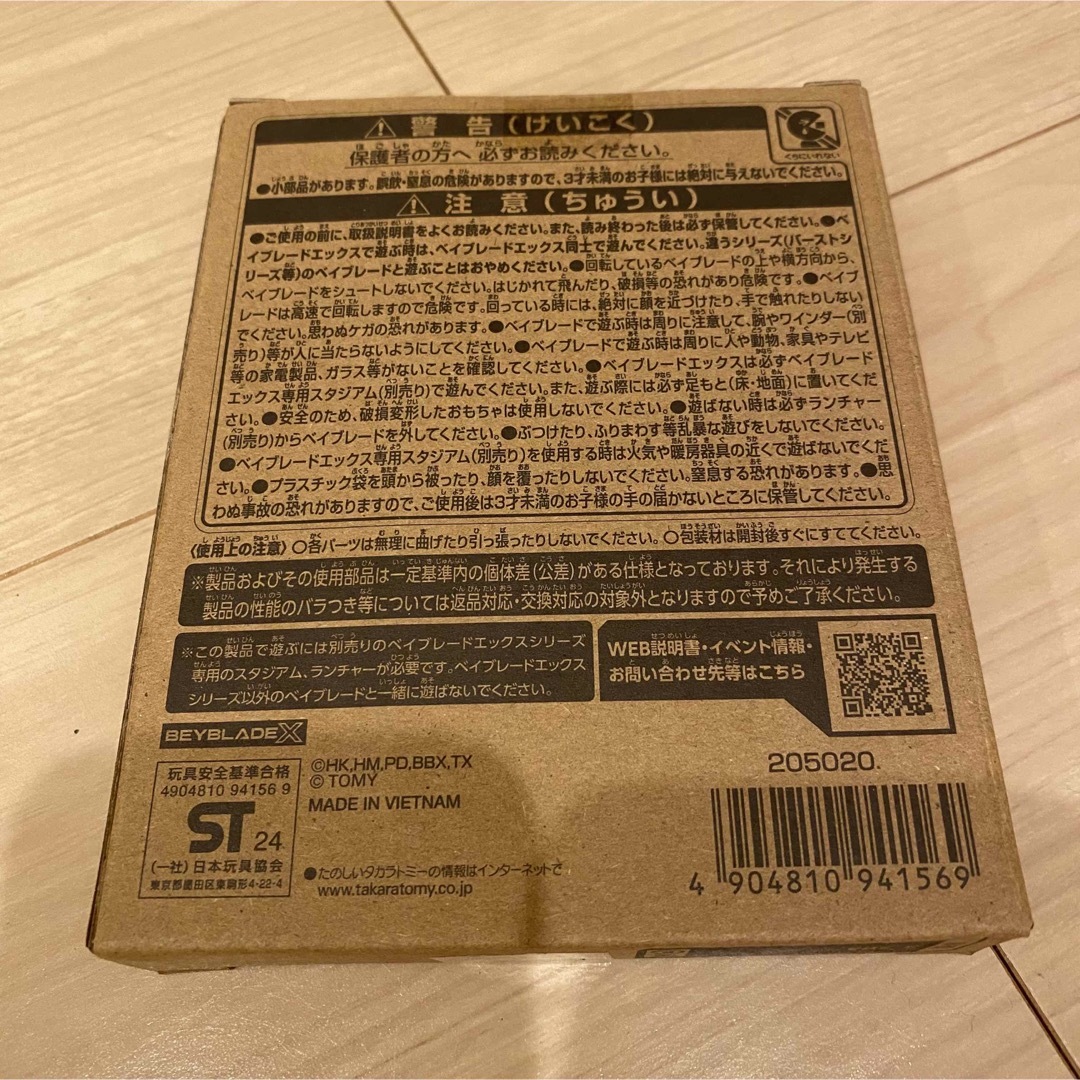 ⚠ 警告(けいこく)
保護者の方へ 必ずお読みください。
くちにいれない
●小部品があります。誤飲・窒息の危険がありますので、3才未満のお子様には絶対に与えないでください。
⚠ 注意(ちゅうい)
●ご使用の前に、取扱説明書をよくお読みください。また、読み終わった後は必ず保管してください。●ベ
イブレードエックスで遊ぶ時は、ベイブレードエックス同士で遊んでください。違うシリーズ(バーストシ
リーズ等)のベイブレードと遊ぶことはおやめください。●回転しているベイブレードの上や横方向から、
ベイブレードをシュートしないでください。はじかれて飛んだり、破損等の恐れがあり危険です。●ベイブ
レードは高速で回転しますので危険です。回っている時には、絶対に顔を近づけたり、手で触れたりしない
でください。思わぬケガの恐れがあります。●ベイブレードで遊ぶ時は周りに注意して、腕やワインダー(別
売り)等が人に当たらないようにしてください。●ベイブレードで遊ぶ時は周りに人や動物、家具やテレビ
等の家電製品、ガラス等がないことを確認してください。●ベイブレードエックスは必ずベイブレード
エックス専用スタジアム(別売り)で遊んでください。また、遊ぶ際には必ず足もと(床・地面)に置いてくだ
さい。●安全のため、破損変形したおもちゃは使用しないでください。●遊ばない時は必ずランチャー
(別売り)からベイブレードを外してください。●ぶつけたり、ふりまわす等乱暴な遊びをしないでください。
●ベイブレードエックス専用スタジアム(別売り)を使用する時は火気や暖房器具の近くで遊ばないでくだ
さい。●プラスチック袋を頭から被ったり、顔を覆ったりしないでください。窒息する恐れがあります。●思
わぬ事故の恐れがありますので、ご使用後は3才未満のお子様の手の届かないところに保管してください。
〈使用上の注意〉○各パーツは無理に曲げたり引っ張ったりしないでください。○包装材は開封後すぐにすててください。
※製品およびその使用部品は一定基準内の個体差(公差)がある仕様となっております。それにより発生する
製品の性能のバラつき等については返品対応・交換対応の対象外となりますので予めご了承ください。
※この製品で遊ぶには別売りのベイブレードエックスシリーズ
専用のスタジアム、ランチャーが必要です。ベイブレードエックス
シリーズ以外のベイブレードと一緒に遊ばないでください。
WEB説明書・イベント情報・
お問い合わせ先等はこちら
BEYBLADE X
玩具安全基準合格
4904810 94156 9
ST 24
(一社)日本玩具協会
東京都墨田区東駒形4-22-4
©HK,HM,PD,BBX,TX
© TOMY
MADE IN VIETNAM
●たのしいタカラトミーの情報はインターネットで
www.takaratomy.co.jp
205020.
4 904810 941569